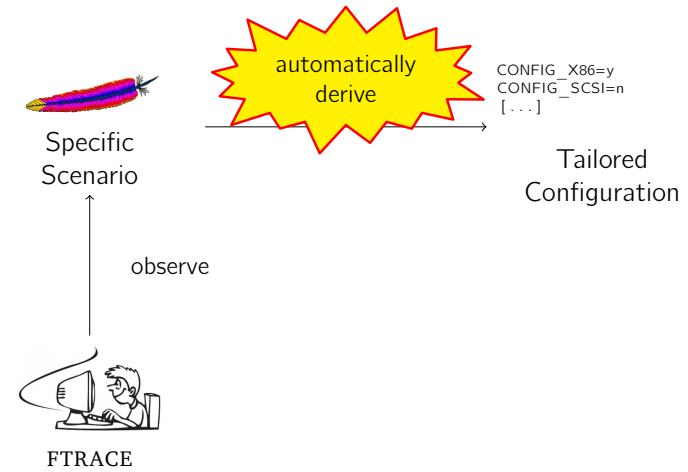 automatically
derive
CONFIG_X86=y
CONFIG_SCSI=n
[...]
Specific
Scenario
Tailored
Configuration
observe
FTRACE